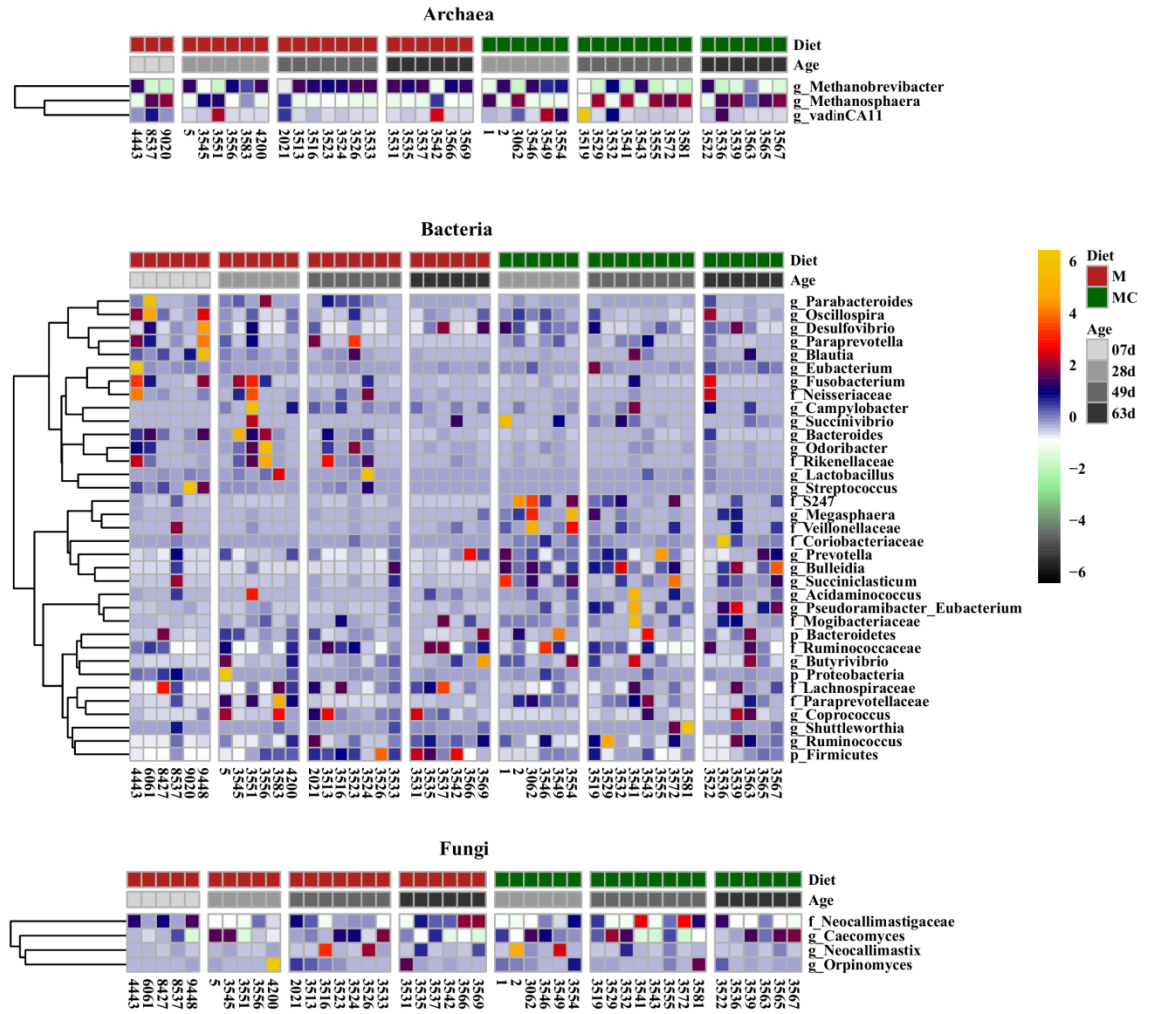 Archaea
Diet
Age
g_Methanobrevibacter
g_Methanosphaera
g_vadinCA11
4443 8537 9020 5 3545 3551 3556 3583 4200 2021 3513 3516 3523 3524 3526 3533 3531 3535 3537 3542 3566 3569 1 2 3062 3546 3549 3554 3519 3529 3532 3541 3543 3555 3572 3581 3522 3536 3539 3563 3565 3567
Bacteria
Diet
Age
g_Parabacteroides
g_Oscillospira
g_Desulfovibrio
g_Paraprevotella
g_Blautia
g_Eubacterium
g_Fusobacterium
f_Neisseriaceae
g_Campylobacter
g_Succinivibrio
g_Bacteroides
g_Odoribacter
f_Rikenellaceae
g_Lactobacillus
g_Streptococcus
f_S247
g_Megasphaera
f_Veillonellaceae
f_Coriobacteriaceae
g_Prevotella
g_Bulleidia
g_Succiniclasticum
g_Acidaminococcus
g_Pseudoramibacter_Eubacterium
f_Mogibacteriaceae
p_Bacteroidetes
f_Ruminococcaceae
g_Butyrivibrio
p_Proteobacteria
f_Lachnospiraceae
f_Paraprevotellaceae
g_Coprococcus
g_Shuttleworthia
g_Ruminococcus
p_Firmicutes
4443 6061 8427 8537 9020 9448 5 3545 3551 3556 3583 4200 2021 3513 3516 3523 3524 3526 3533 3531 3535 3537 3542 3566 3569 1 2 3062 3546 3549 3554 3519 3529 3532 3541 3543 3555 3572 3581 3522 3536 3539 3563 3565 3567
6
4
2
0
−2
−4
−6
Diet
M
MC
Age
07d
28d
49d
63d
Fungi
Diet
Age
f_Neocallimastigaceae
g_Caecomyces
g_Neocallimastix
g_Orpinomyces
4443 6061 8427 8537 9448 5 3545 3551 3556 4200 2021 3513 3516 3523 3524 3526 3533 3531 3535 3537 3542 3566 3569 1 2 3062 3546 3549 3554 3519 3529 3532 3541 3543 3555 3572 3581 3522 3536 3539 3563 3565 3567